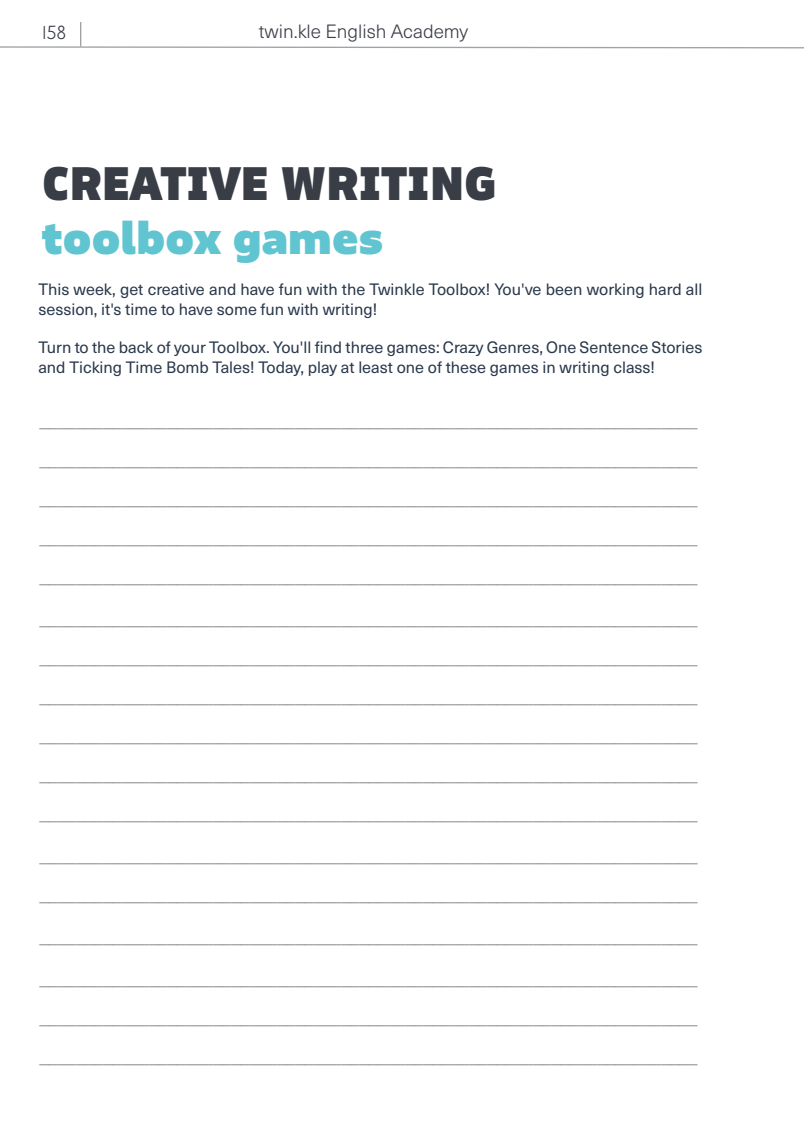 158
twin.kle English Academy
CREATIVE WRITING
toolbox games
This week, get creative and have fun with the Twinkle Toolbox! You've been working hard all
session, it's time to have some fun with writing!
Turn to the back of your Toolbox. You'll find three games: Crazy Genres, One Sentence Stories
and Ticking Time Bomb Tales! Today, play at least one of these games in writing class!